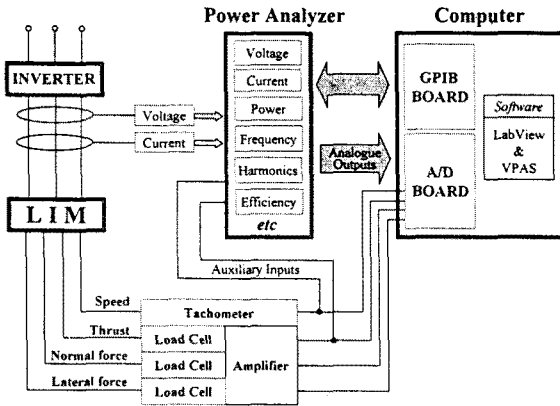 Power Analyzer
Computer
INVERTER
Voltage
Current
L I M
Voltage
Current
Power
Frequency
Harmonics
Efficiency
etc
Analogue
Outputs
GPIB
BOARD
A/D
BOARD
Software
LabView
&
VPAS
Auxiliary Inputs
Speed
Thrust
Normal force
Lateral force
Tachometer
Load Cell
Load Cell
Load Cell
Amplifier